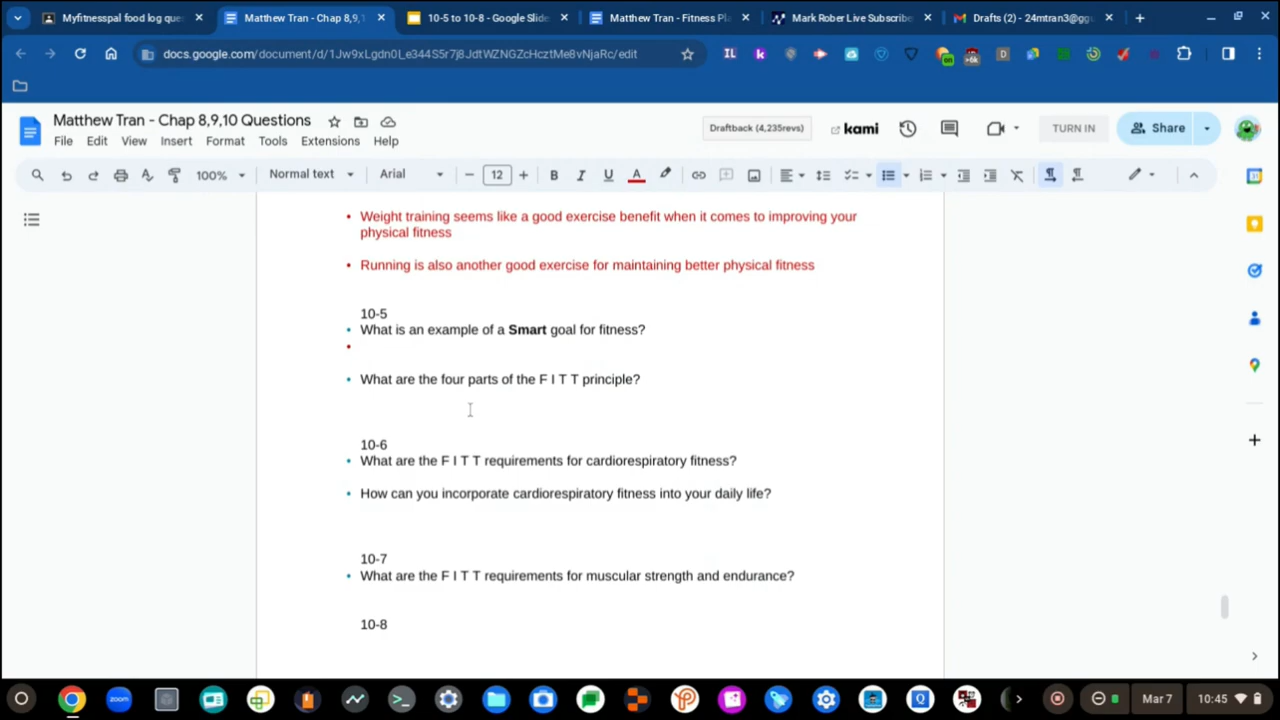 Myfitnesspal food log que
Matthew Tran - Chap 8,9,1
10-5 to 10-8 - Google Slide
Matthew Tran - Fitness Pl
Mark Rober Live Subscribe
Drafts (2) - 24mtran3@ggu
docs.google.com/document/d/1Jw9xLgdn0l_e344S5r7j8JdtWZNGZcHcztMe8vNjaRc/edit
Matthew Tran - Chap 8,9,10 Questions
File Edit View Insert Format Tools Extensions Help
Draftback (4,235revs)
kami
TURN IN
Share
100% Normal text Arial 12 B I U A
• Weight training seems like a good exercise benefit when it comes to improving your
physical fitness
• Running is also another good exercise for maintaining better physical fitness
10-5
• What is an example of a Smart goal for fitness?
•
• What are the four parts of the F I T T principle?
10-6
• What are the F I T T requirements for cardiorespiratory fitness?
• How can you incorporate cardiorespiratory fitness into your daily life?
10-7
• What are the F I T T requirements for muscular strength and endurance?
10-8
zoom
Mar 7
10:45